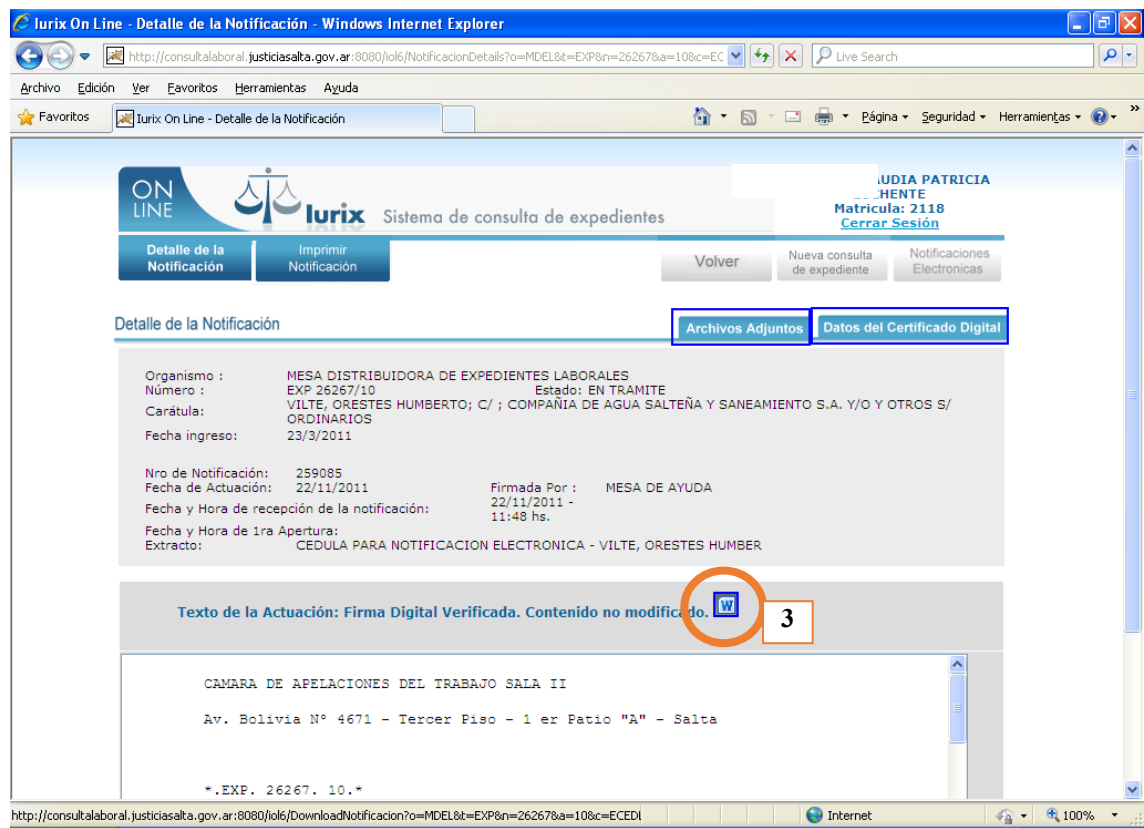 Iurix On Line - Detalle de la Notificación - Windows Internet Explorer
http://consultalaboral.justiciasalta.gov.ar:8080/iol6/NotificacionDetails?o=MDEL&t=EXP&n=26267&a=10&c=EC
Live Search
Archivo Edición Ver Favoritos Herramientas Ayuda
Favoritos
Iurix On Line - Detalle de la Notificación
Página Seguridad Herramientas
ON
LINE
Iurix Sistema de consulta de expedientes
UDIA PATRICIA
HENTE
Matricula: 2118
Cerrar Sesión
Detalle de la
Notificación
Imprimir
Notificación
Volver
Nueva consulta
de expediente
Notificaciones
Electronicas
Detalle de la Notificación
Archivos Adjuntos
Datos del Certificado Digital
Organismo : MESA DISTRIBUIDORA DE EXPEDIENTES LABORALES
Número : EXP 26267/10 Estado: EN TRAMITE
Carátula: VILTE, ORESTES HUMBERTO; C/ ; COMPAÑIA DE AGUA SALTEÑA Y SANEAMIENTO S.A. Y/O Y OTROS S/
ORDINARIOS
Fecha ingreso: 23/3/2011
Nro de Notificación: 259085
Fecha de Actuación: 22/11/2011 Firmada Por : MESA DE AYUDA
Fecha y Hora de recepción de la notificación: 22/11/2011 -
11:48 hs.
Fecha y Hora de 1ra Apertura:
Extracto: CEDULA PARA NOTIFICACION ELECTRONICA - VILTE, ORESTES HUMBER
Texto de la Actuación: Firma Digital Verificada. Contenido no modificado. W
3
CAMARA DE APELACIONES DEL TRABAJO SALA II
Av. Bolivia Nº 4671 - Tercer Piso - 1 er Patio "A" - Salta
*.EXP. 26267. 10.*
http://consultalaboral.justiciasalta.gov.ar:8080/iol6/DownloadNotificacion?o=MDEL&t=EXP&n=26267&a=10&c=ECEDI
Internet
100%